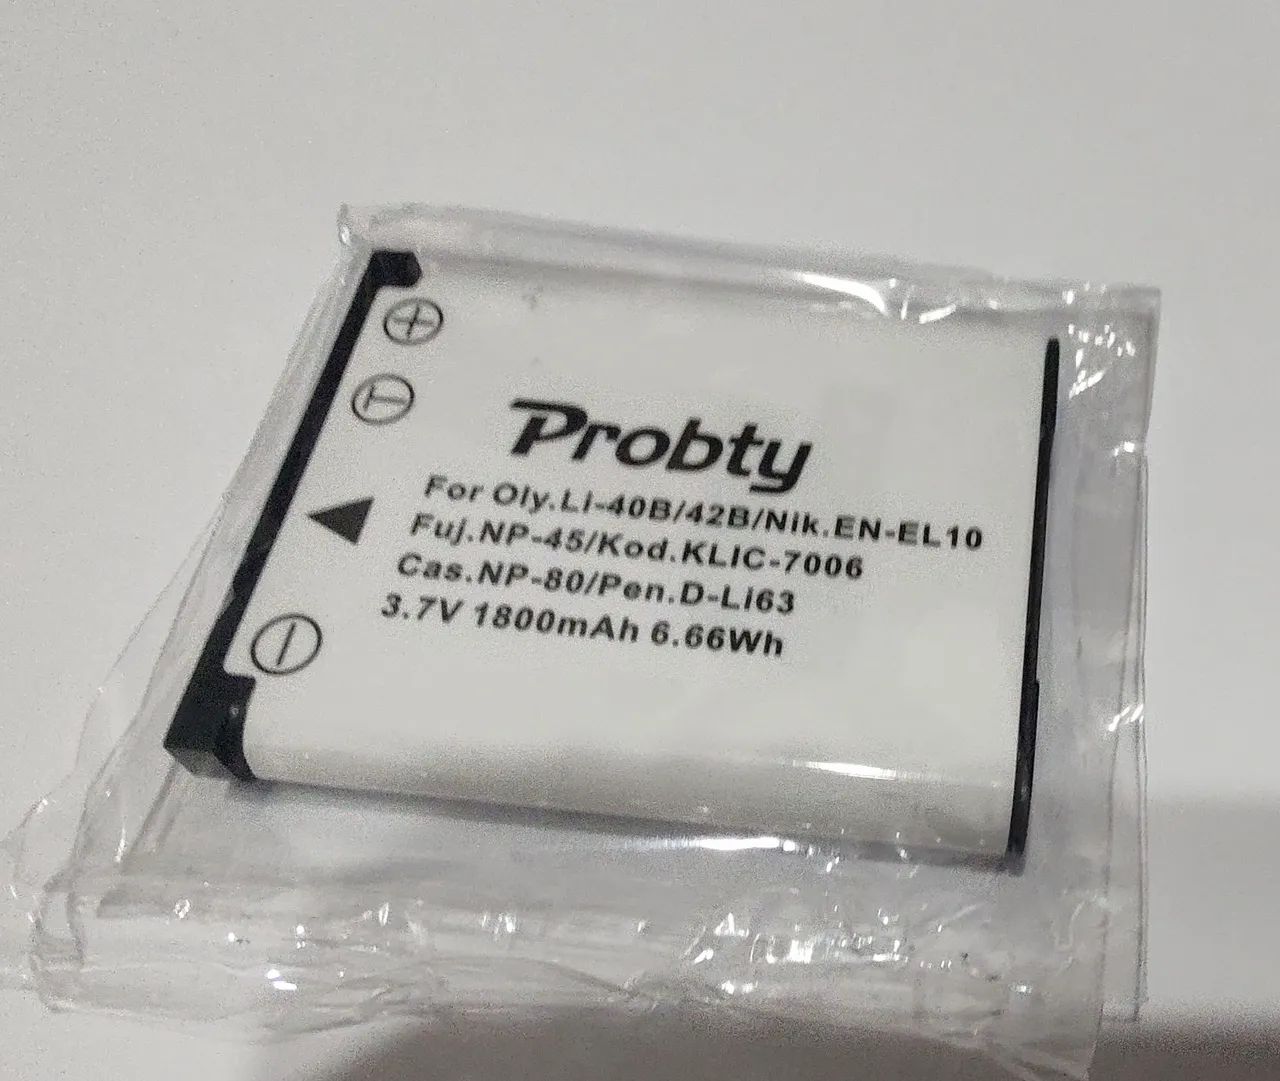 Probty
For Oly.Li-40B/42B/Nik.EN-EL10
Fuj.NP-45/Kod.KLIC-7006
Cas.NP-80/Pen.D-Li63
3.7V 1800mAh 6.66Wh
+
T
-